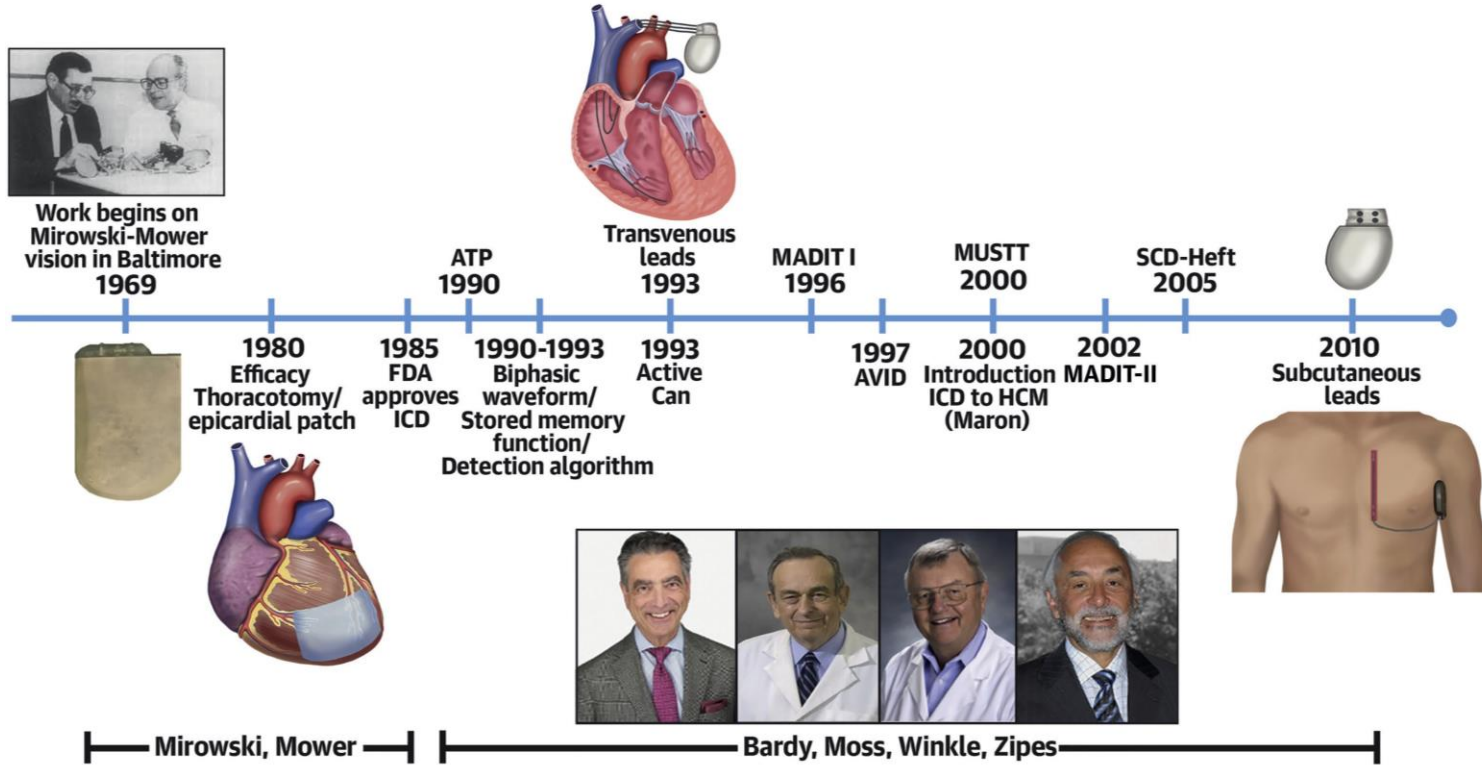 Work begins on
Mirowski-Mower
vision in Baltimore
1969
ATP
1990
Transvenous
leads
1993
MADIT I
1996
MUSTT
2000
SCD-Heft
2005
1980
Efficacy
Thoracotomy/
epicardial patch
1985
FDA
approves
ICD
1990-1993
Biphasic
waveform/
Stored memory
function/
Detection algorithm
1993
Active
Can
1997
AVID
2000
Introduction
ICD to HCM
(Maron)
2002
MADIT-II
2010
Subcutaneous
leads
Mirowski, Mower
Bardy, Moss, Winkle, Zipes